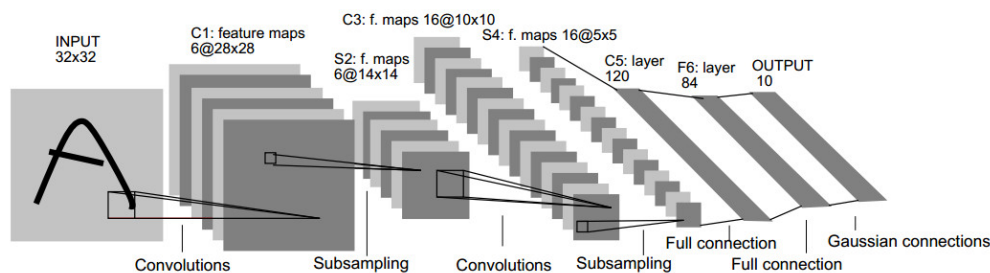 INPUT
32x32
C1: feature maps
6@28x28
S2: f. maps
6@14x14
C3: f. maps 16@10x10
S4: f. maps 16@5x5
C5: layer
120
F6: layer
84
OUTPUT
10
Convolutions
Subsampling
Convolutions
Subsampling
Full connection
Full connection
Gaussian connections